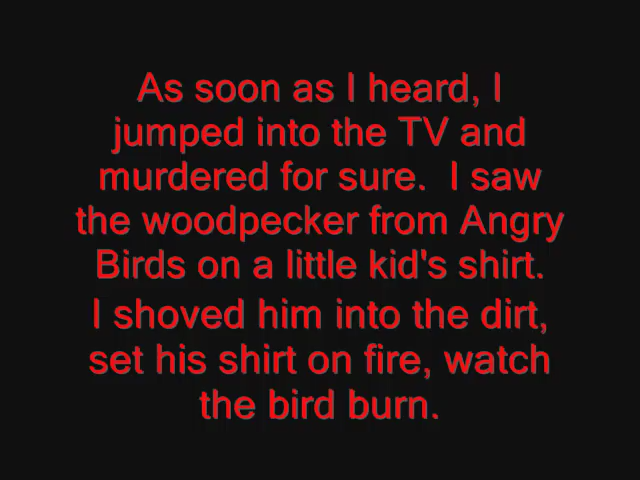 As soon as I heard, I
jumped into the TV and
murdered for sure.  I saw
the woodpecker from Angry
Birds on a little kid's shirt.
I shoved him into the dirt,
set his shirt on fire, watch
the bird burn.